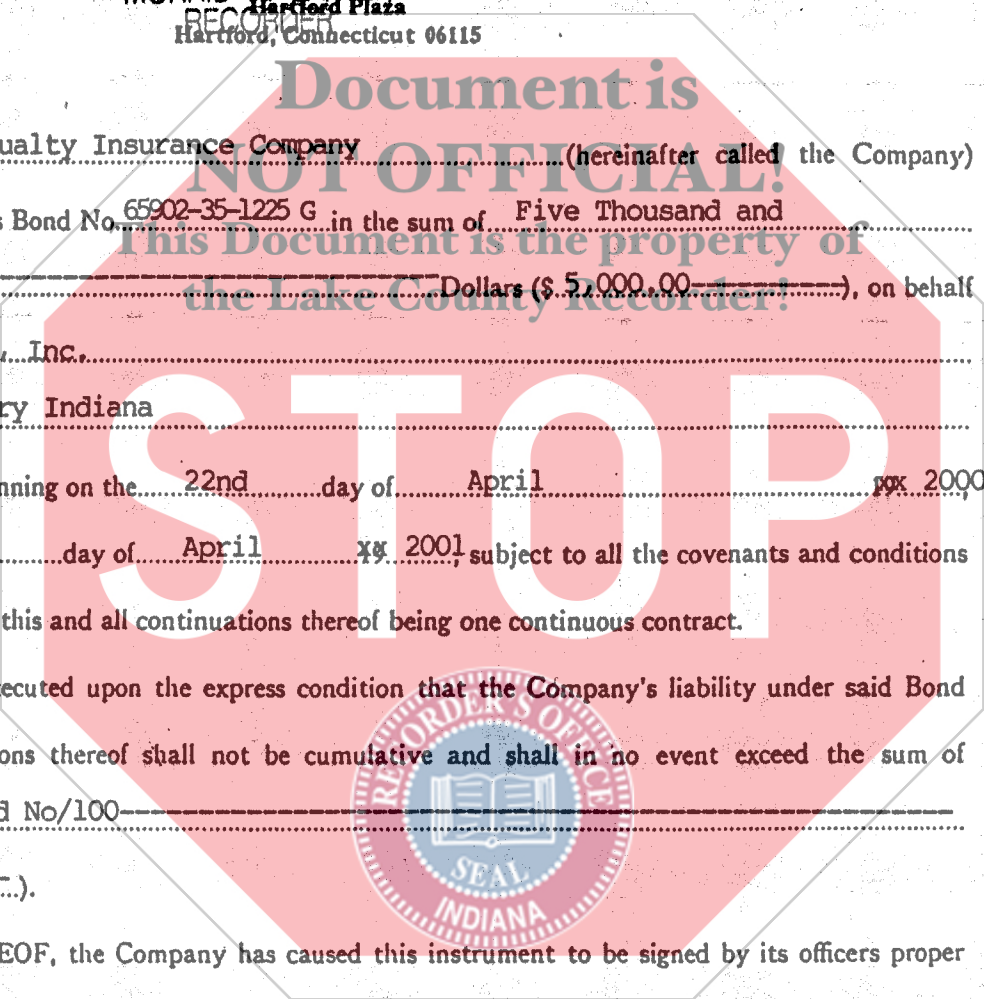 Hartford Plaza
RECORDER
Hartford, Connecticut 06115
Document is
ualty Insurance Company (hereinafter called the Company)
NOT OFFICIAL!
s Bond No. 65902-35-1225 G in the sum of Five Thousand and
This Document is the property of
Dollars ($ 5,000.00----------), on behalf
the Lake County Recorder!
, Inc.
ry Indiana
STOP
nning on the 22nd day of April 2000,
day of April xx 2001, subject to all the covenants and conditions
this and all continuations thereof being one continuous contract.
ecuted upon the express condition that the Company's liability under said Bond
ons thereof shall not be cumulative and shall in no event exceed the sum of
d No/100
RECORDER'S OFFICE
SEAL
INDIANA
...).
EOF, the Company has caused this instrument to be signed by its officers proper